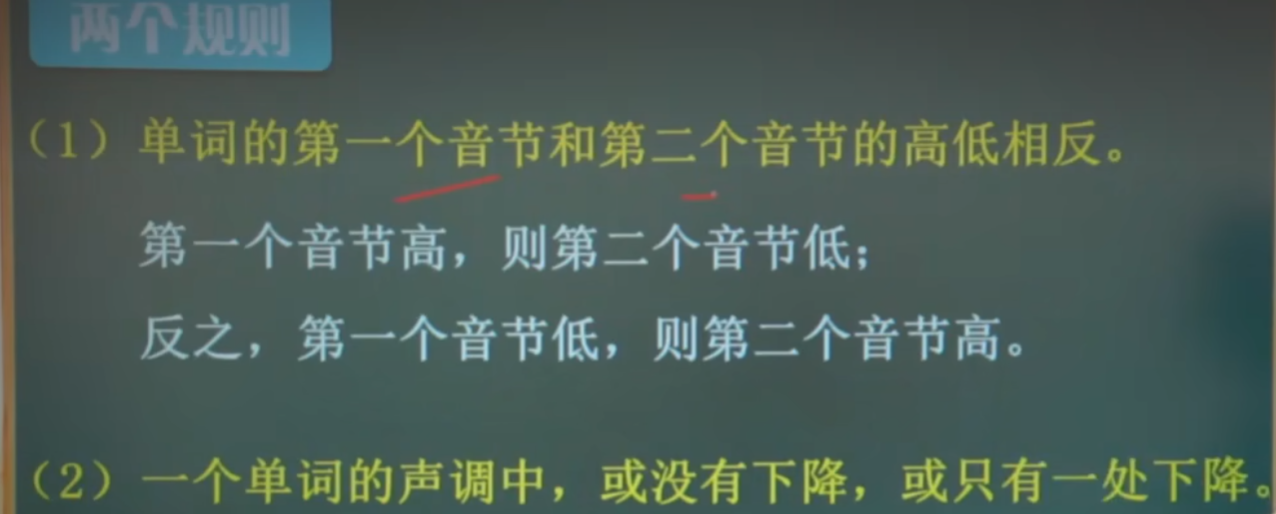 两个规则
（1）单词的第一个音节和第二个音节的高低相反。
第一个音节高，则第二个音节低；
反之，第一个音节低，则第二个音节高。
（2）一个单词的声调中，或没有下降，或只有一处下降。